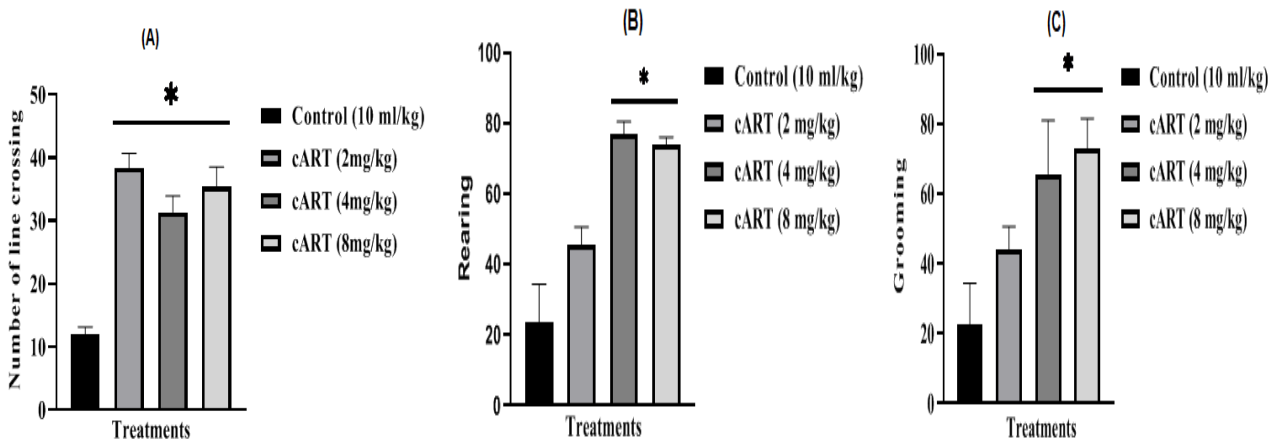 (A)
Number of line crossing
50
40
30
20
10
0
Treatments
Control (10 ml/kg)
cART (2mg/kg)
cART (4mg/kg)
cART (8mg/kg)
*
(B)
Rearing
100
80
60
40
20
0
Treatments
Control (10 ml/kg)
cART (2 mg/kg)
cART (4 mg/kg)
cART (8 mg/kg)
*
(C)
Grooming
100
80
60
40
20
0
Treatments
Control (10 ml/kg)
cART (2 mg/kg)
cART (4 mg/kg)
cART (8 mg/kg)
*